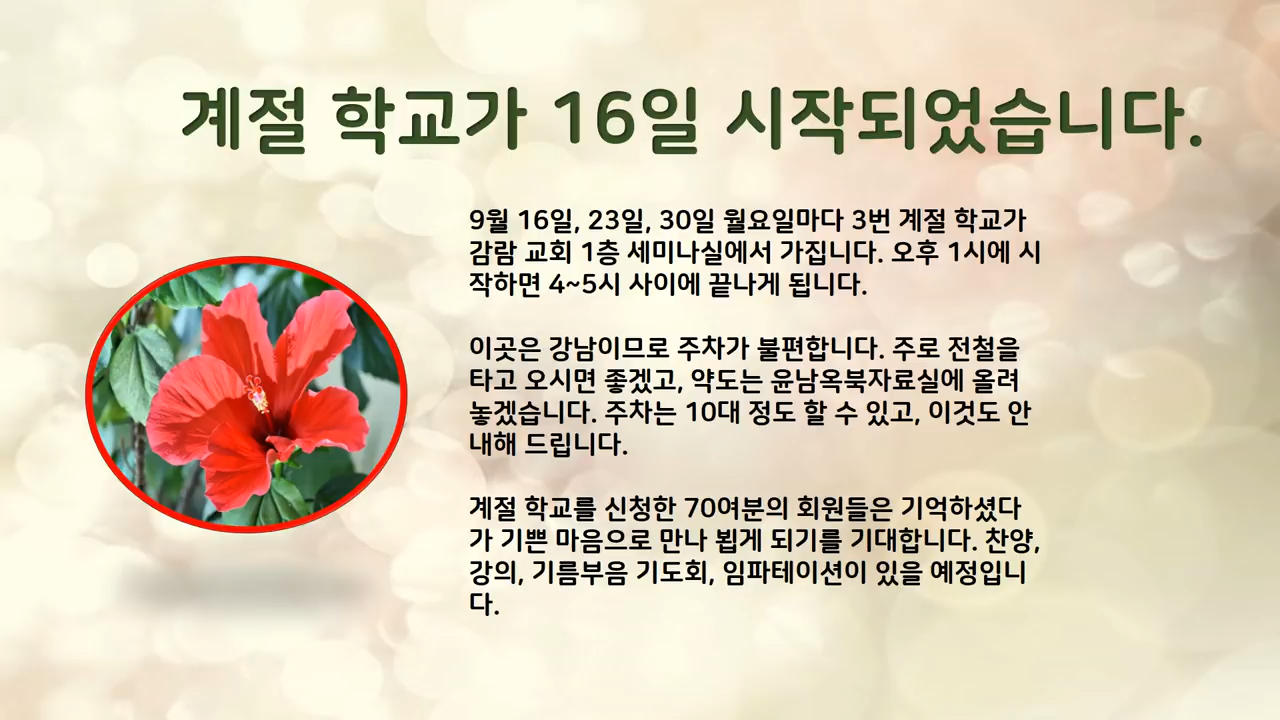 계절 학교가 16일 시작되었습니다.
9월 16일, 23일, 30일 월요일마다 3번 계절 학교가
감람 교회 1층 세미나실에서 가집니다. 오후 1시에 시
작하면 4~5시 사이에 끝나게 됩니다.
이곳은 강남이므로 주차가 불편합니다. 주로 전철을
타고 오시면 좋겠고, 약도는 윤남옥북자료실에 올려
놓겠습니다. 주차는 10대 정도 할 수 있고, 이것도 안
내해 드립니다.
계절 학교를 신청한 70여분의 회원들은 기억하셨다
가 기쁜 마음으로 만나 뵙게 되기를 기대합니다. 찬양,
강의, 기름부음 기도회, 임파테이션이 있을 예정입니
다.